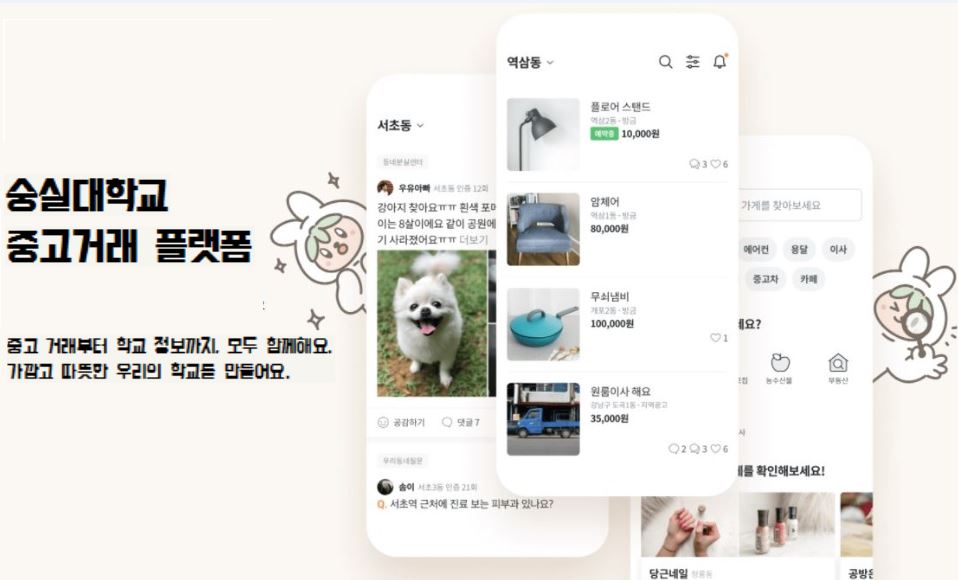 숭실대학교
중고거래 플랫폼
중고 거래부터 학교 정보까지, 모두 함께해요.
가깝고 따뜻한 우리의 학교를 만들어요.
서초동
동네분실센터
우유아빠 서초동 인증 12회
강아지 찾아요ㅠㅠ 흰색 포메
이는 8살이에요 같이 공원에
기 사라졌어요ㅠㅠ 더보기
공감하기 댓글 7
우리동네질문
송이 서초3동 인증 21회
Q. 서초역 근처에 진료 보는 피부과 있나요?
역삼동
플로어 스탠드
역삼2동 · 방금
예약중 10,000원
3 6
암체어
역삼1동 · 방금
80,000원
무쇠냄비
개포2동 · 방금
100,000원
1
원룸이사 해요
강남구 도곡1동 · 지역광고
35,000원
2 3 6
가게를 찾아보세요
에어컨 용달 이사
중고차 카페
요?
농수산물 부동산
사
를 확인해보세요!
당근네일
공방